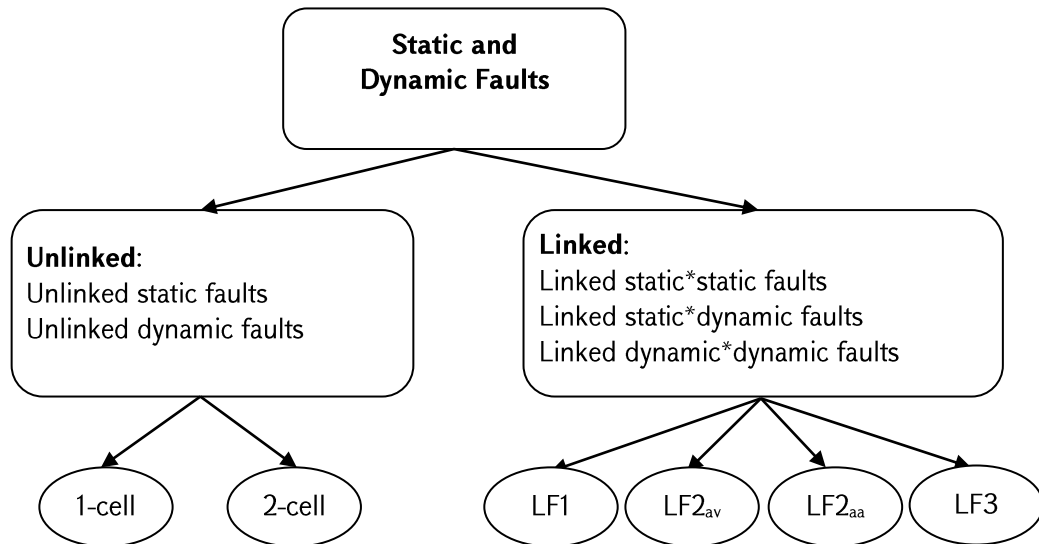 Static and
Dynamic Faults
Unlinked:
Unlinked static faults
Unlinked dynamic faults
Linked:
Linked static*static faults
Linked static*dynamic faults
Linked dynamic*dynamic faults
1-cell
2-cell
LF1
LF2av
LF2aa
LF3